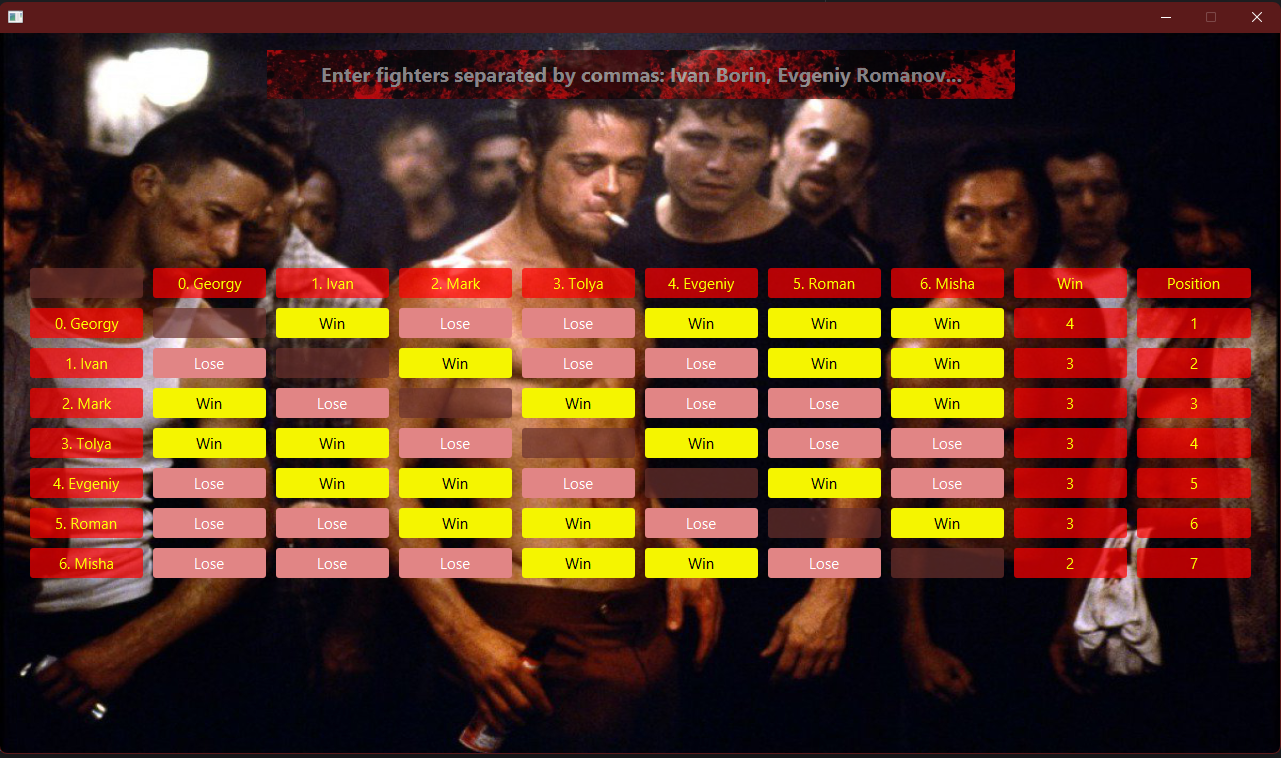 Enter fighters separated by commas: Ivan Borin, Evgeniy Romanov...
0. Georgy 1. Ivan 2. Mark 3. Tolya 4. Evgeniy 5. Roman 6. Misha Win Position
0. Georgy Win Lose Lose Win Win Win 4 1
1. Ivan Lose Win Lose Lose Win Win 3 2
2. Mark Win Lose Win Lose Lose Win 3 3
3. Tolya Win Win Lose Win Lose Lose 3 4
4. Evgeniy Lose Win Win Lose Win Lose 3 5
5. Roman Lose Lose Win Win Lose Win 3 6
6. Misha Lose Lose Lose Win Win Lose 2 7